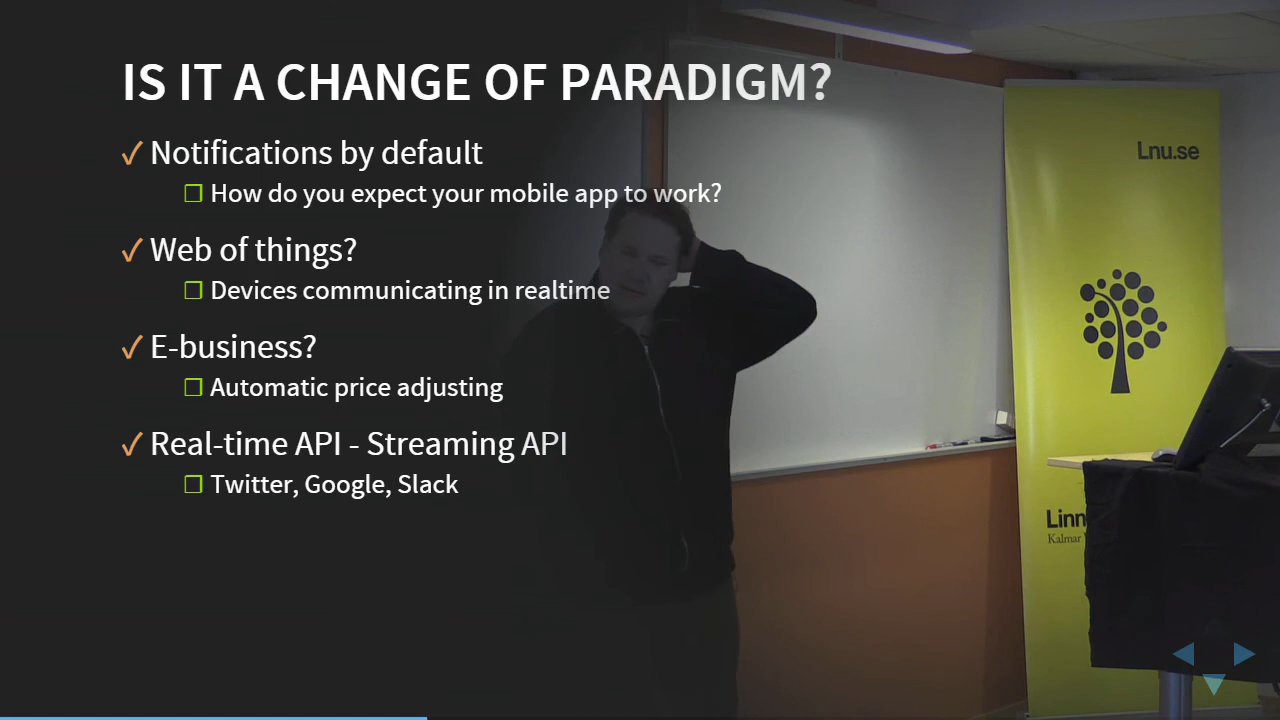 IS IT A CHANGE OF PARADIGM?
✓ Notifications by default
❒ How do you expect your mobile app to work?
✓ Web of things?
❒ Devices communicating in realtime
✓ E-business?
❒ Automatic price adjusting
✓ Real-time API - Streaming API
❒ Twitter, Google, Slack
Lnu.se
Linn
Kalmar